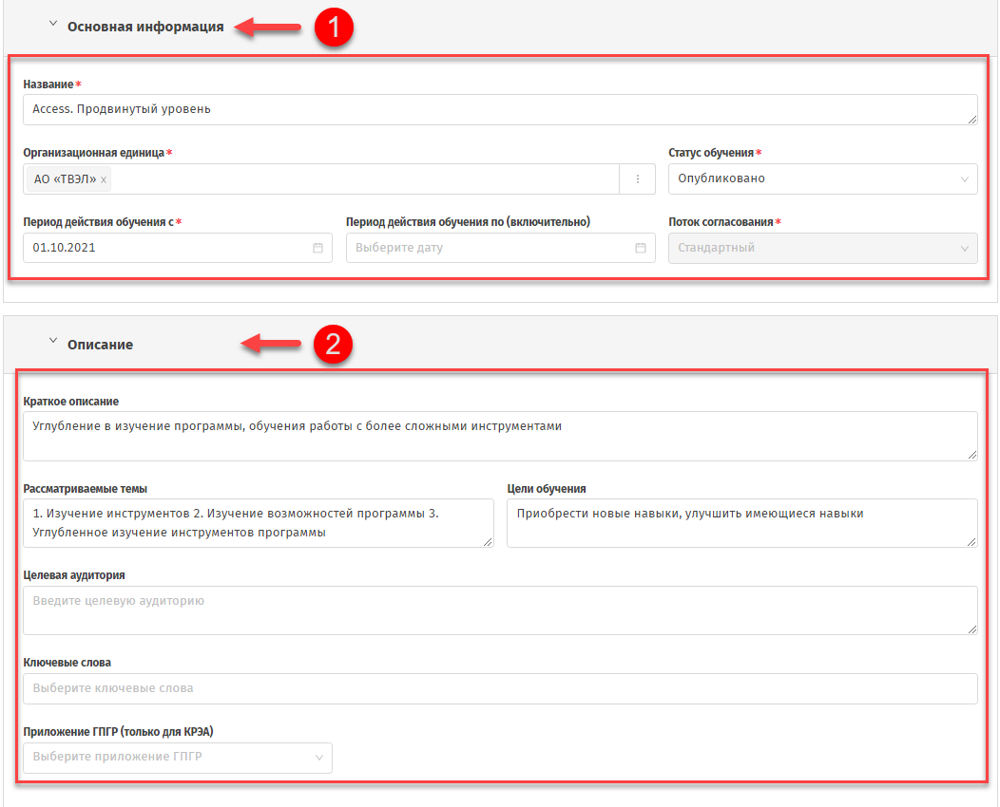 Основная информация
1
Название*
Access. Продвинутый уровень
Организационная единица*
Статус обучения*
АО «ТВЭЛ» x
Опубликовано
Период действия обучения с*
Период действия обучения по (включительно)
Поток согласования*
01.10.2021
Выберите дату
Стандартный
Описание
2
Краткое описание
Углубление в изучение программы, обучения работы с более сложными инструментами
Рассматриваемые темы
Цели обучения
1. Изучение инструментов 2. Изучение возможностей программы 3.
Углубленное изучение инструментов программы
Приобрести новые навыки, улучшить имеющиеся навыки
Целевая аудитория
Введите целевую аудиторию
Ключевые слова
Выберите ключевые слова
Приложение ГПГР (только для КРЭА)
Выберите приложение ГПГР